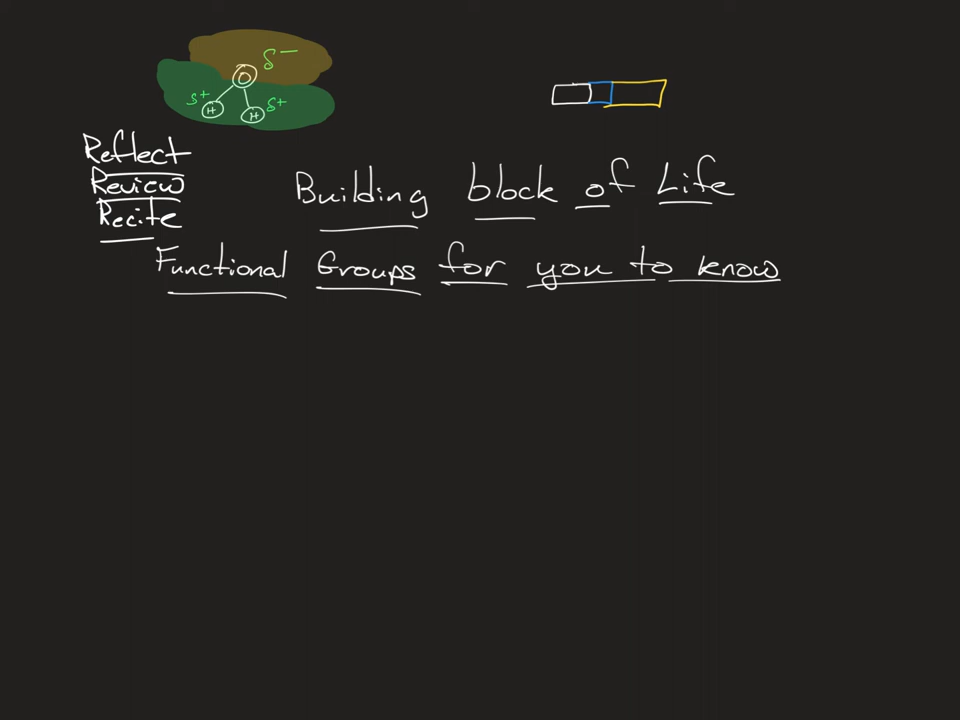 δ-
O
δ+ δ+
H H
Reflect
Review
Recite
Building block of Life
Functional Groups for you to know